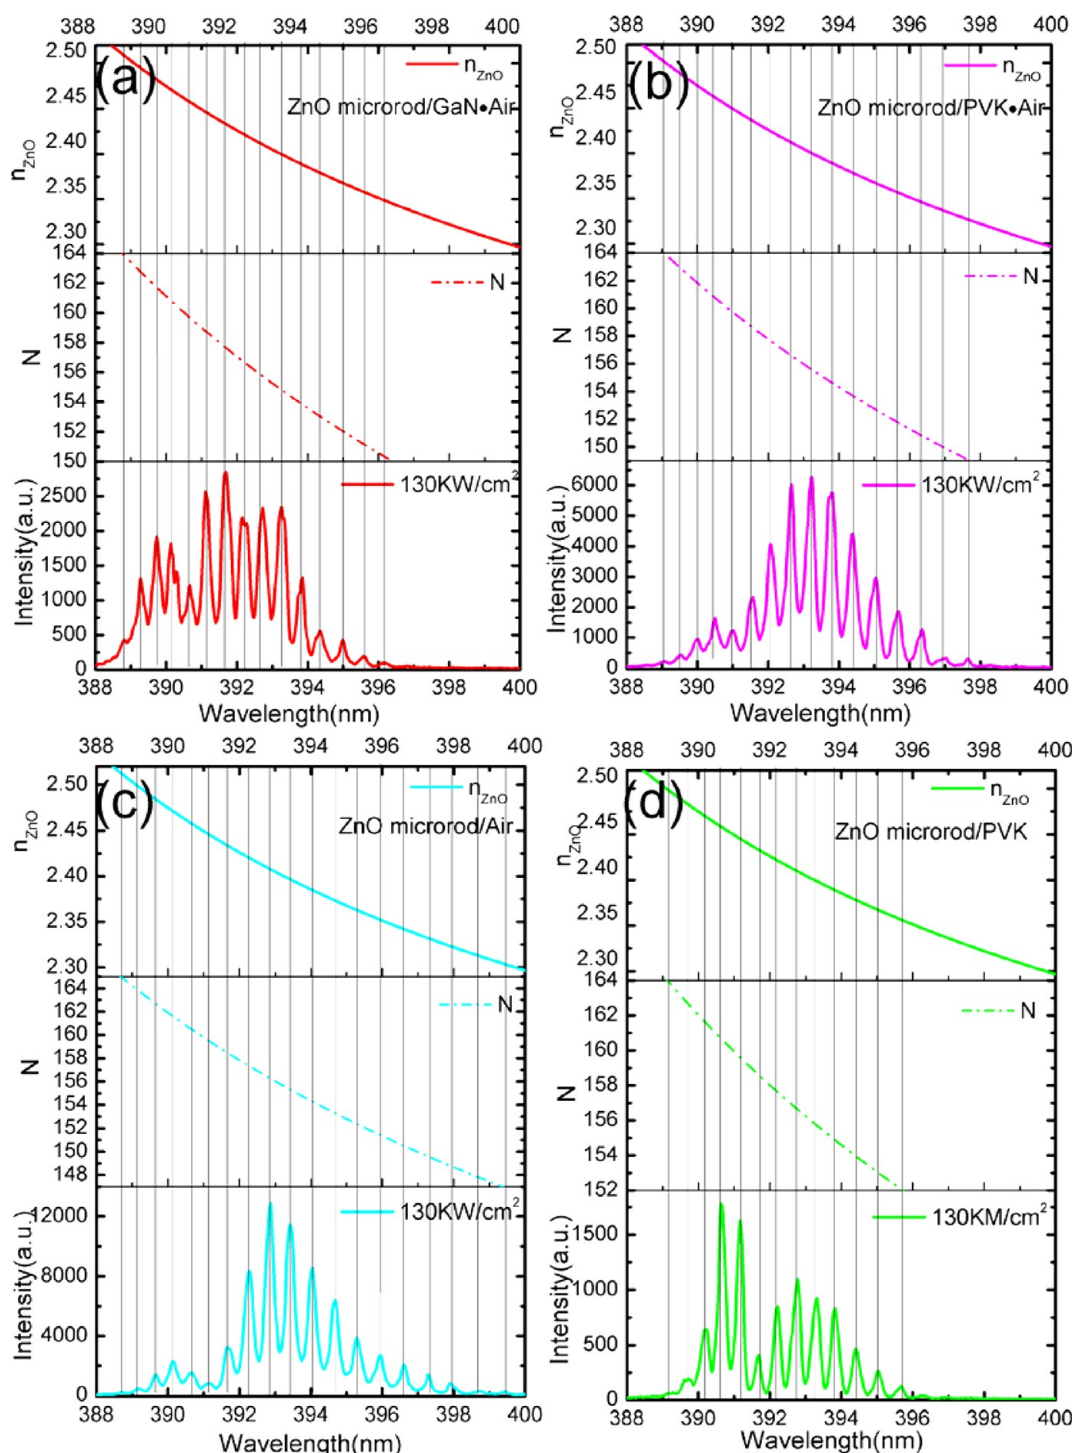 388 390 392 394 396 398 400
388 390 392 394 396 398 400
2.50
2.45
2.40
2.35
2.30
n_ZnO
(a)
n_ZnO
ZnO microrod/GaN•Air
164
162
160
158
156
154
152
150
N
N
2500
2000
1500
1000
500
0
Intensity(a.u.)
130KW/cm²
388 390 392 394 396 398 400
Wavelength(nm)
2.50
2.45
2.40
2.35
2.30
n_ZnO
(b)
n_ZnO
ZnO microrod/PVK•Air
164
162
160
158
156
154
152
150
N
N
6000
5000
4000
3000
2000
1000
0
Intensity(a.u.)
130KW/cm²
388 390 392 394 396 398 400
Wavelength(nm)
388 390 392 394 396 398 400
388 390 392 394 396 398 400
2.50
2.45
2.40
2.35
2.30
n_ZnO
(c)
n_ZnO
ZnO microrod/Air
164
162
160
158
156
154
152
150
148
N
N
12000
8000
4000
0
Intensity(a.u.)
130KW/cm²
388 390 392 394 396 398 400
Wavelength(nm)
2.50
2.45
2.40
2.35
2.30
n_ZnO
(d)
n_ZnO
ZnO microrod/PVK
164
162
160
158
156
154
152
N
N
1500
1000
500
0
Intensity(a.u.)
130KM/cm²
388 390 392 394 396 398 400
Wavelength(nm)